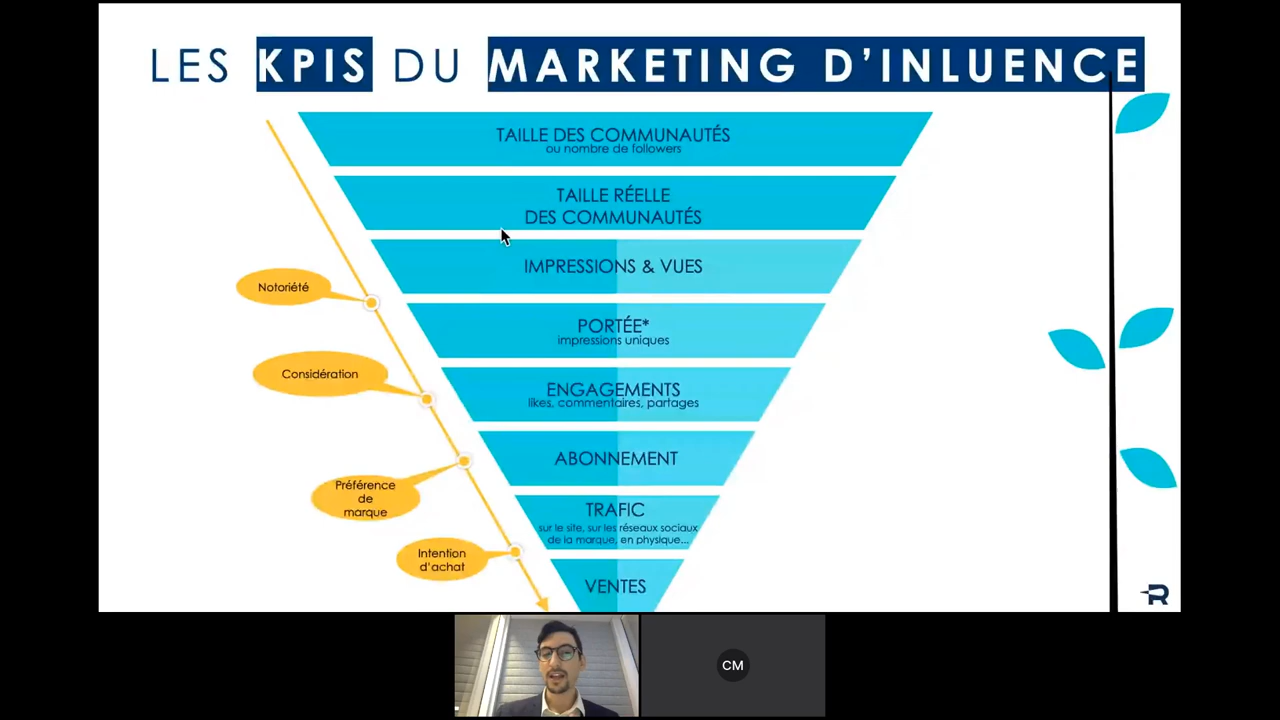 LES KPIS DU MARKETING D'INLUENCE
TAILLE DES COMMUNAUTÉS
ou nombre de followers
TAILLE RÉELLE
DES COMMUNAUTÉS
IMPRESSIONS & VUES
Notoriété
PORTÉE*
impressions uniques
Considération
ENGAGEMENTS
likes, commentaires, partages
ABONNEMENT
Préférence
de
marque
TRAFIC
sur le site, sur les réseaux sociaux
de la marque, en physique...
Intention
d'achat
VENTES
R
CM